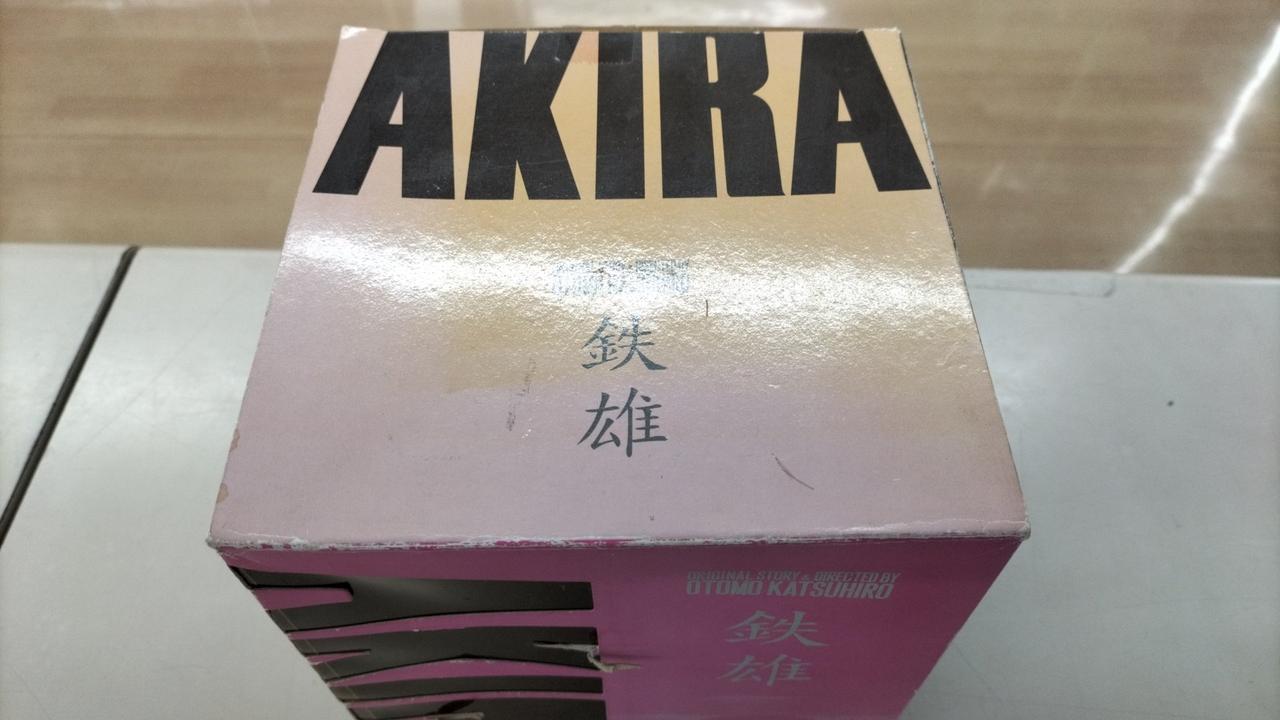 AKIRA
鉄
雄
ORIGINAL STORY & DIRECTED BY
OTOMO KATSUHIRO
鉄
雄